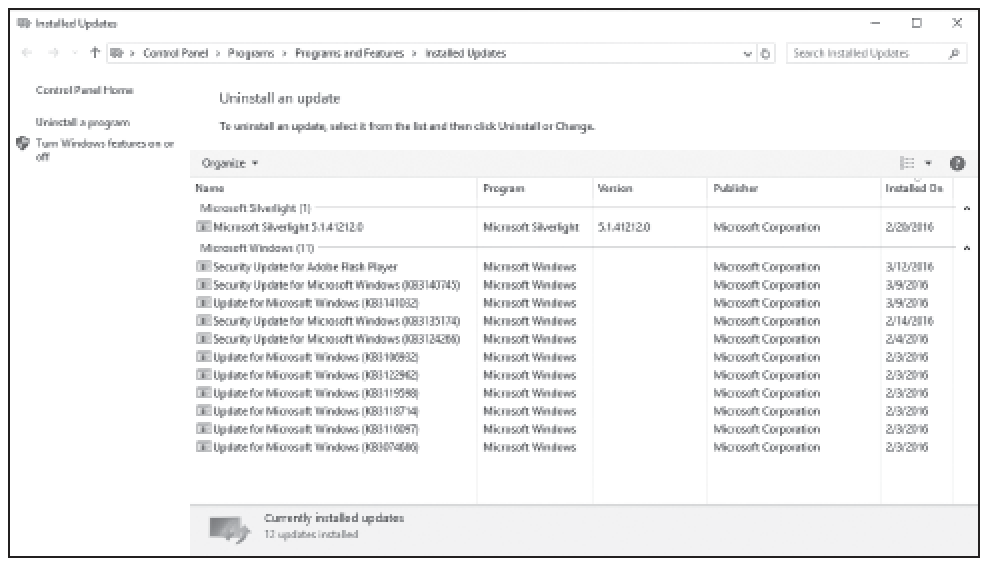 Installed Updates
Control Panel > Programs > Programs and Features > Installed Updates
Search Installed Updates
Control Panel Home
Uninstall a program
Turn Windows features on or
off
Uninstall an update
To uninstall an update, select it from the list and then click Uninstall or Change.
Organize
Name Program Version Publisher Installed On
Microsoft Silverlight (1)
Microsoft Silverlight 5.1.41212.0 Microsoft Silverlight 5.1.41212.0 Microsoft Corporation 2/20/2016
Microsoft Windows (11)
Security Update for Adobe Flash Player Microsoft Windows Microsoft Corporation 3/12/2016
Security Update for Microsoft Windows (KB3140745) Microsoft Windows Microsoft Corporation 3/9/2016
Update for Microsoft Windows (KB3141032) Microsoft Windows Microsoft Corporation 3/9/2016
Security Update for Microsoft Windows (KB3135174) Microsoft Windows Microsoft Corporation 2/14/2016
Security Update for Microsoft Windows (KB3124266) Microsoft Windows Microsoft Corporation 2/4/2016
Update for Microsoft Windows (KB3106932) Microsoft Windows Microsoft Corporation 2/3/2016
Update for Microsoft Windows (KB3122962) Microsoft Windows Microsoft Corporation 2/3/2016
Update for Microsoft Windows (KB3119598) Microsoft Windows Microsoft Corporation 2/3/2016
Update for Microsoft Windows (KB3118714) Microsoft Windows Microsoft Corporation 2/3/2016
Update for Microsoft Windows (KB3116097) Microsoft Windows Microsoft Corporation 2/3/2016
Update for Microsoft Windows (KB3074686) Microsoft Windows Microsoft Corporation 2/3/2016
Currently installed updates
12 updates installed